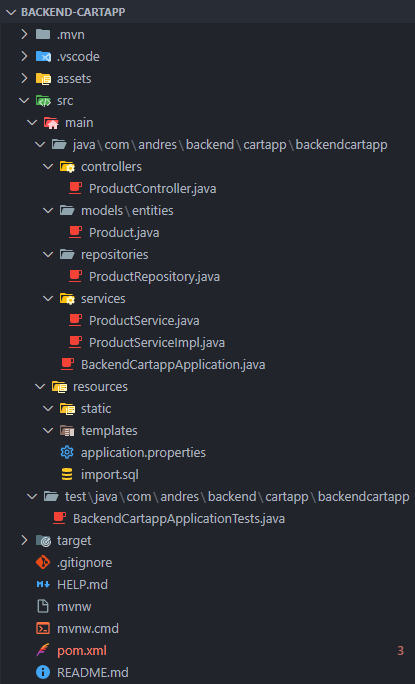 BACKEND-CARTAPP
.mvn
.vscode
assets
src
main
java\com\andres\backend\cartapp\backendcartapp
controllers
ProductController.java
models\entities
Product.java
repositories
ProductRepository.java
services
ProductService.java
ProductServiceImpl.java
BackendCartappApplication.java
resources
static
templates
application.properties
import.sql
test\java\com\andres\backend\cartapp\backendcartapp
BackendCartappApplicationTests.java
target
.gitignore
HELP.md
mvnw
mvnw.cmd
pom.xml 3
README.md